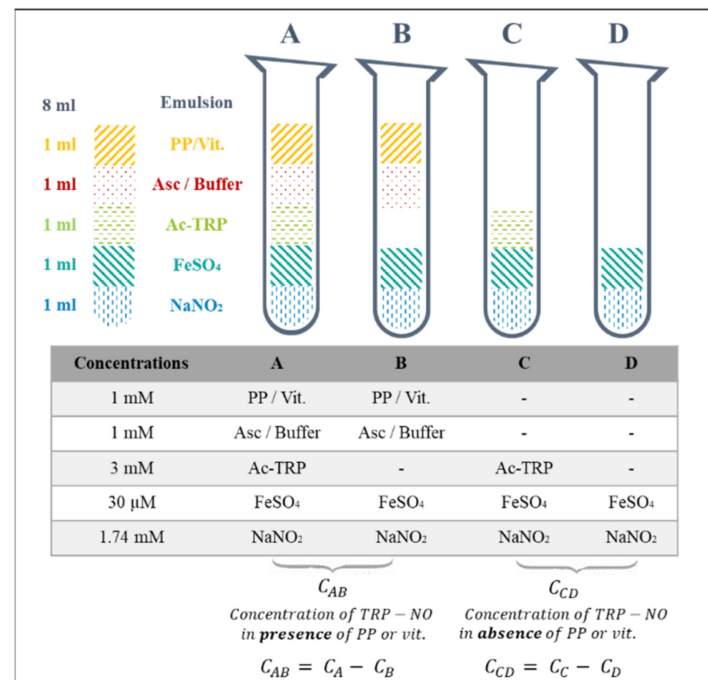 A B C D
8 ml Emulsion
1 ml PP/Vit.
1 ml Asc / Buffer
1 ml Ac-TRP
1 ml FeSO₄
1 ml NaNO₂
Concentrations A B C D
1 mM PP / Vit. PP / Vit. - -
1 mM Asc / Buffer Asc / Buffer - -
3 mM Ac-TRP - Ac-TRP -
30 µM FeSO₄ FeSO₄ FeSO₄ FeSO₄
1.74 mM NaNO₂ NaNO₂ NaNO₂ NaNO₂
C_AB C_CD
Concentration of TRP − NO Concentration of TRP − NO
in presence of PP or vit. in absence of PP or vit.
C_AB = C_A − C_B C_CD = C_C − C_D